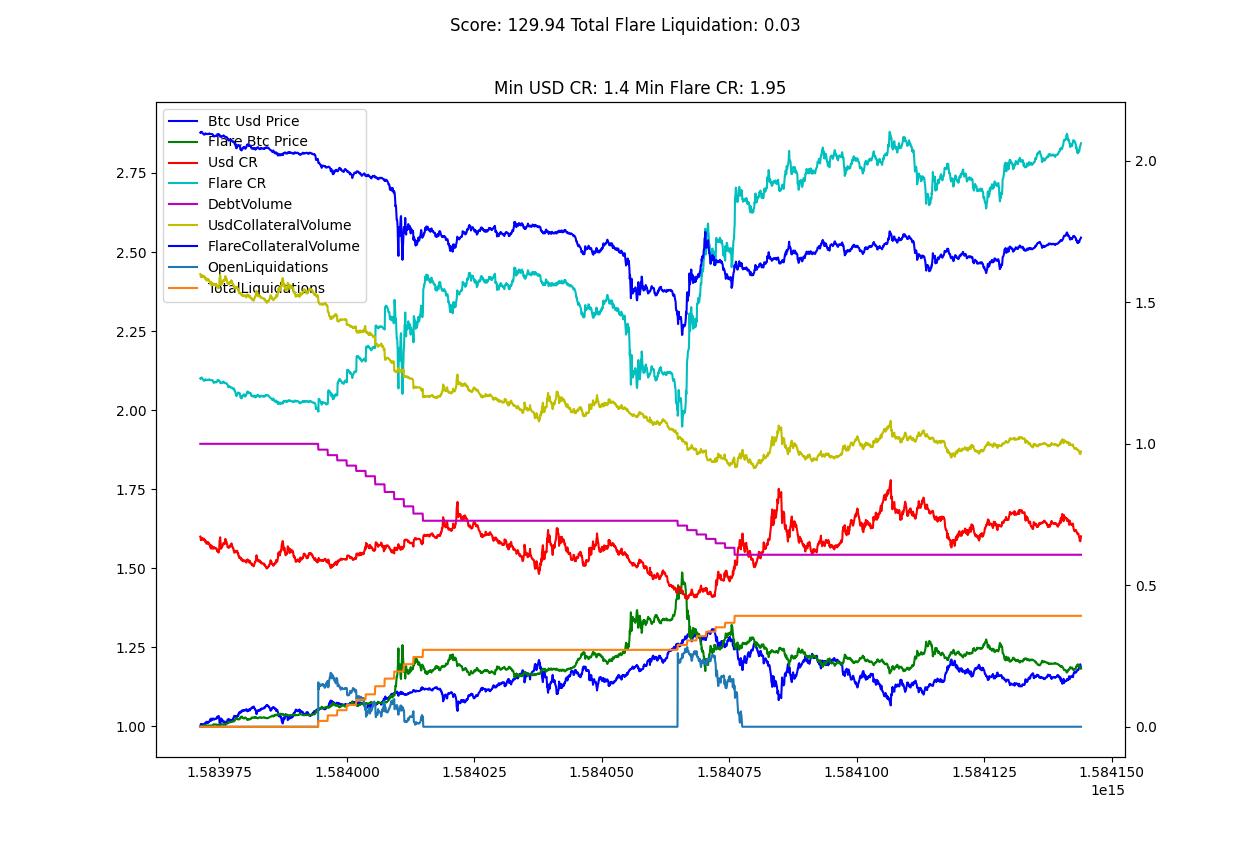 Score: 129.94 Total Flare Liquidation: 0.03
Min USD CR: 1.4 Min Flare CR: 1.95
Btc Usd Price
Flare Btc Price
Usd CR
Flare CR
DebtVolume
UsdCollateralVolume
FlareCollateralVolume
OpenLiquidations
TotalLiquidations
2.75
2.50
2.25
2.00
1.75
1.50
1.25
1.00
2.0
1.5
1.0
0.5
0.0
1.583975 1.584000 1.584025 1.584050 1.584075 1.584100 1.584125 1.584150
1e15